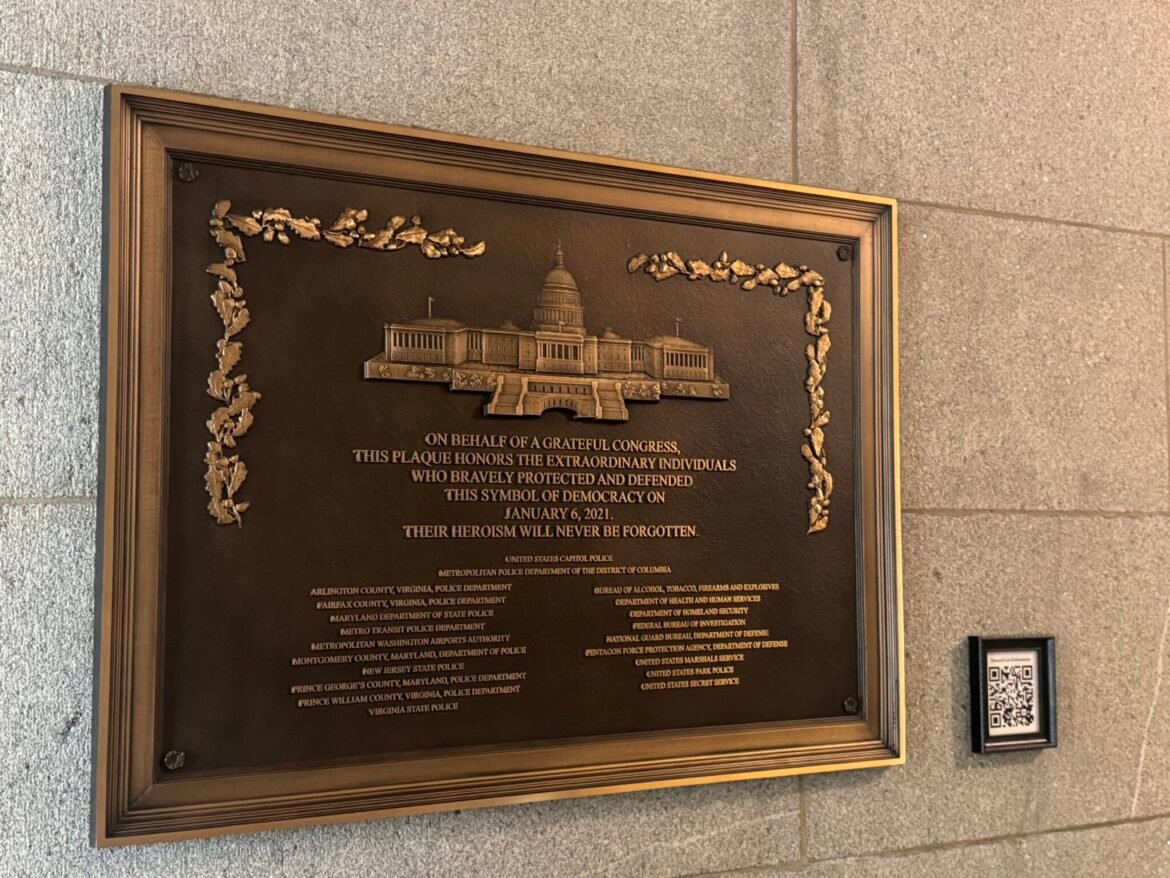 ON BEHALF OF A GRATEFUL CONGRESS,
THIS PLAQUE HONORS THE EXTRAORDINARY INDIVIDUALS
WHO BRAVELY PROTECTED AND DEFENDED
THIS SYMBOL OF DEMOCRACY ON
JANUARY 6, 2021.
THEIR HEROISM WILL NEVER BE FORGOTTEN.
UNITED STATES CAPITOL POLICE
METROPOLITAN POLICE DEPARTMENT OF THE DISTRICT OF COLUMBIA
ARLINGTON COUNTY, VIRGINIA, POLICE DEPARTMENT
FAIRFAX COUNTY, VIRGINIA, POLICE DEPARTMENT
MARYLAND DEPARTMENT OF STATE POLICE
METRO TRANSIT POLICE DEPARTMENT
METROPOLITAN WASHINGTON AIRPORTS AUTHORITY
MONTGOMERY COUNTY, MARYLAND, DEPARTMENT OF POLICE
NEW JERSEY STATE POLICE
PRINCE GEORGE'S COUNTY, MARYLAND, POLICE DEPARTMENT
PRINCE WILLIAM COUNTY, VIRGINIA, POLICE DEPARTMENT
VIRGINIA STATE POLICE
BUREAU OF ALCOHOL, TOBACCO, FIREARMS AND EXPLOSIVES
DEPARTMENT OF HEALTH AND HUMAN SERVICES
DEPARTMENT OF HOMELAND SECURITY
FEDERAL BUREAU OF INVESTIGATION
NATIONAL GUARD BUREAU, DEPARTMENT OF DEFENSE
PENTAGON FORCE PROTECTION AGENCY, DEPARTMENT OF DEFENSE
UNITED STATES MARSHALS SERVICE
UNITED STATES PARK POLICE
UNITED STATES SECRET SERVICE